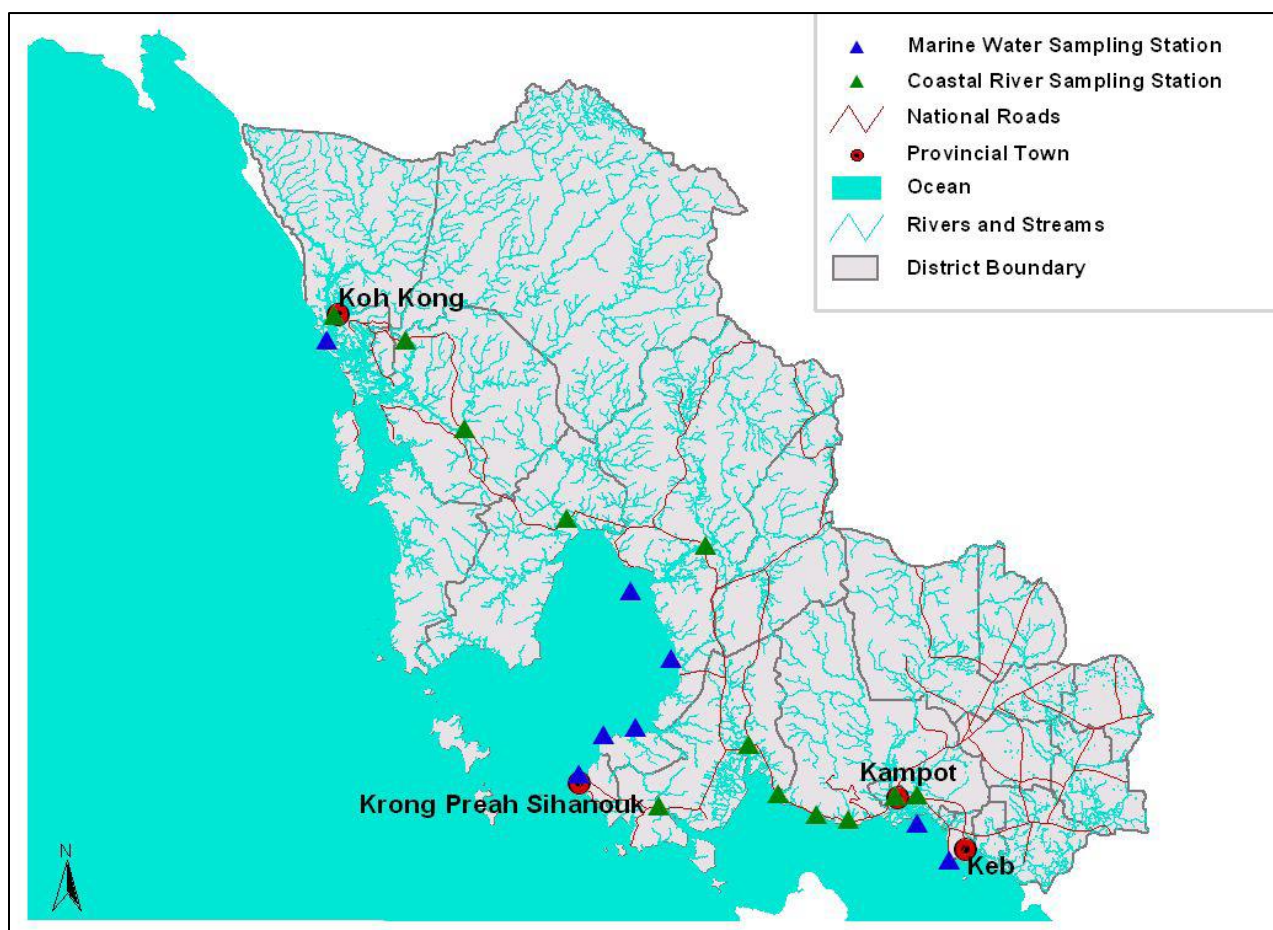 Marine Water Sampling Station
Coastal River Sampling Station
National Roads
Provincial Town
Ocean
Rivers and Streams
District Boundary
Koh Kong
Krong Preah Sihanouk
Kampot
Keb
N